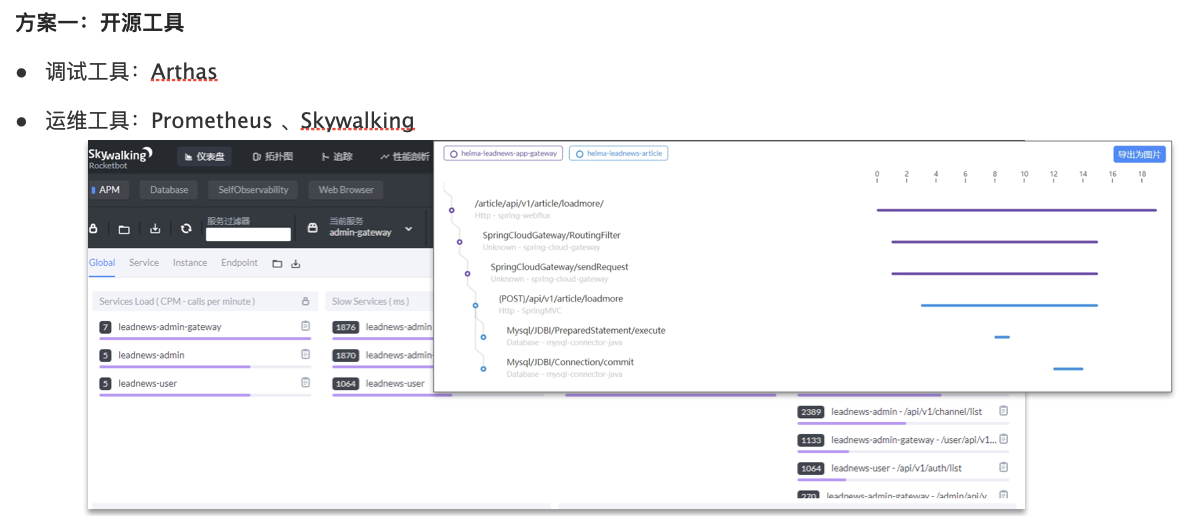 方案一：开源工具
● 调试工具：Arthas
● 运维工具：Prometheus 、Skywalking
Skywalking
Rocketbot
仪表盘 拓扑图 追踪 性能剖析
APM Database SelfObservability Web Browser
服务过滤器
当前服务
admin-gateway
Global Service Instance Endpoint
Services Load ( CPM - calls per minute )
7 leadnews-admin-gateway
5 leadnews-admin
5 leadnews-user
Slow Services ( ms )
1876 leadnews-admin
1870 leadnews-admin-
1064 leadnews-user
heima-leadnews-app-gateway heima-leadnews-article
导出为图片
0 2 4 6 8 10 12 14 16 18
/article/api/v1/article/loadmore/
Http - spring-webflux
SpringCloudGateway/RoutingFilter
Unknown - spring-cloud-gateway
SpringCloudGateway/sendRequest
Unknown - spring-cloud-gateway
{POST}/api/v1/article/loadmore
Http - SpringMVC
Mysql/JDBI/PreparedStatement/execute
Database - mysql-connector-java
Mysql/JDBI/Connection/commit
Database - mysql-connector-java
2389 leadnews-admin - /api/v1/channel/list
1133 leadnews-admin-gateway - /user/api/v1...
1064 leadnews-user - /api/v1/auth/list
270 leadnews-admin-gateway - /admin/api/v